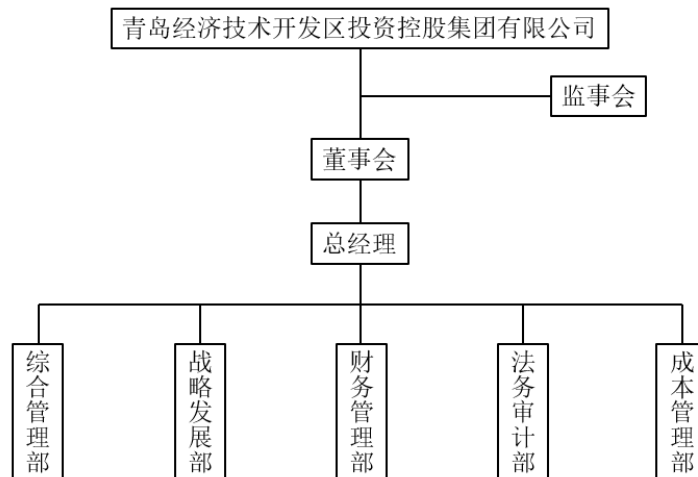 青岛经济技术开发区投资控股集团有限公司
监事会
董事会
总经理
综合管理部
战略发展部
财务管理部
法务审计部
成本管理部